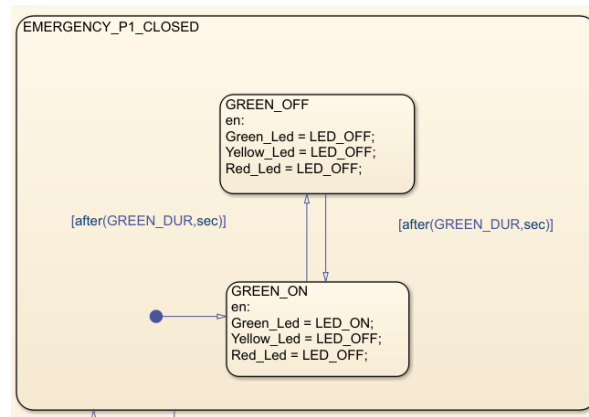 EMERGENCY_P1_CLOSED
GREEN_OFF
en:
Green_Led = LED_OFF;
Yellow_Led = LED_OFF;
Red_Led = LED_OFF;
[after(GREEN_DUR,sec)]
[after(GREEN_DUR,sec)]
GREEN_ON
en:
Green_Led = LED_ON;
Yellow_Led = LED_OFF;
Red_Led = LED_OFF;